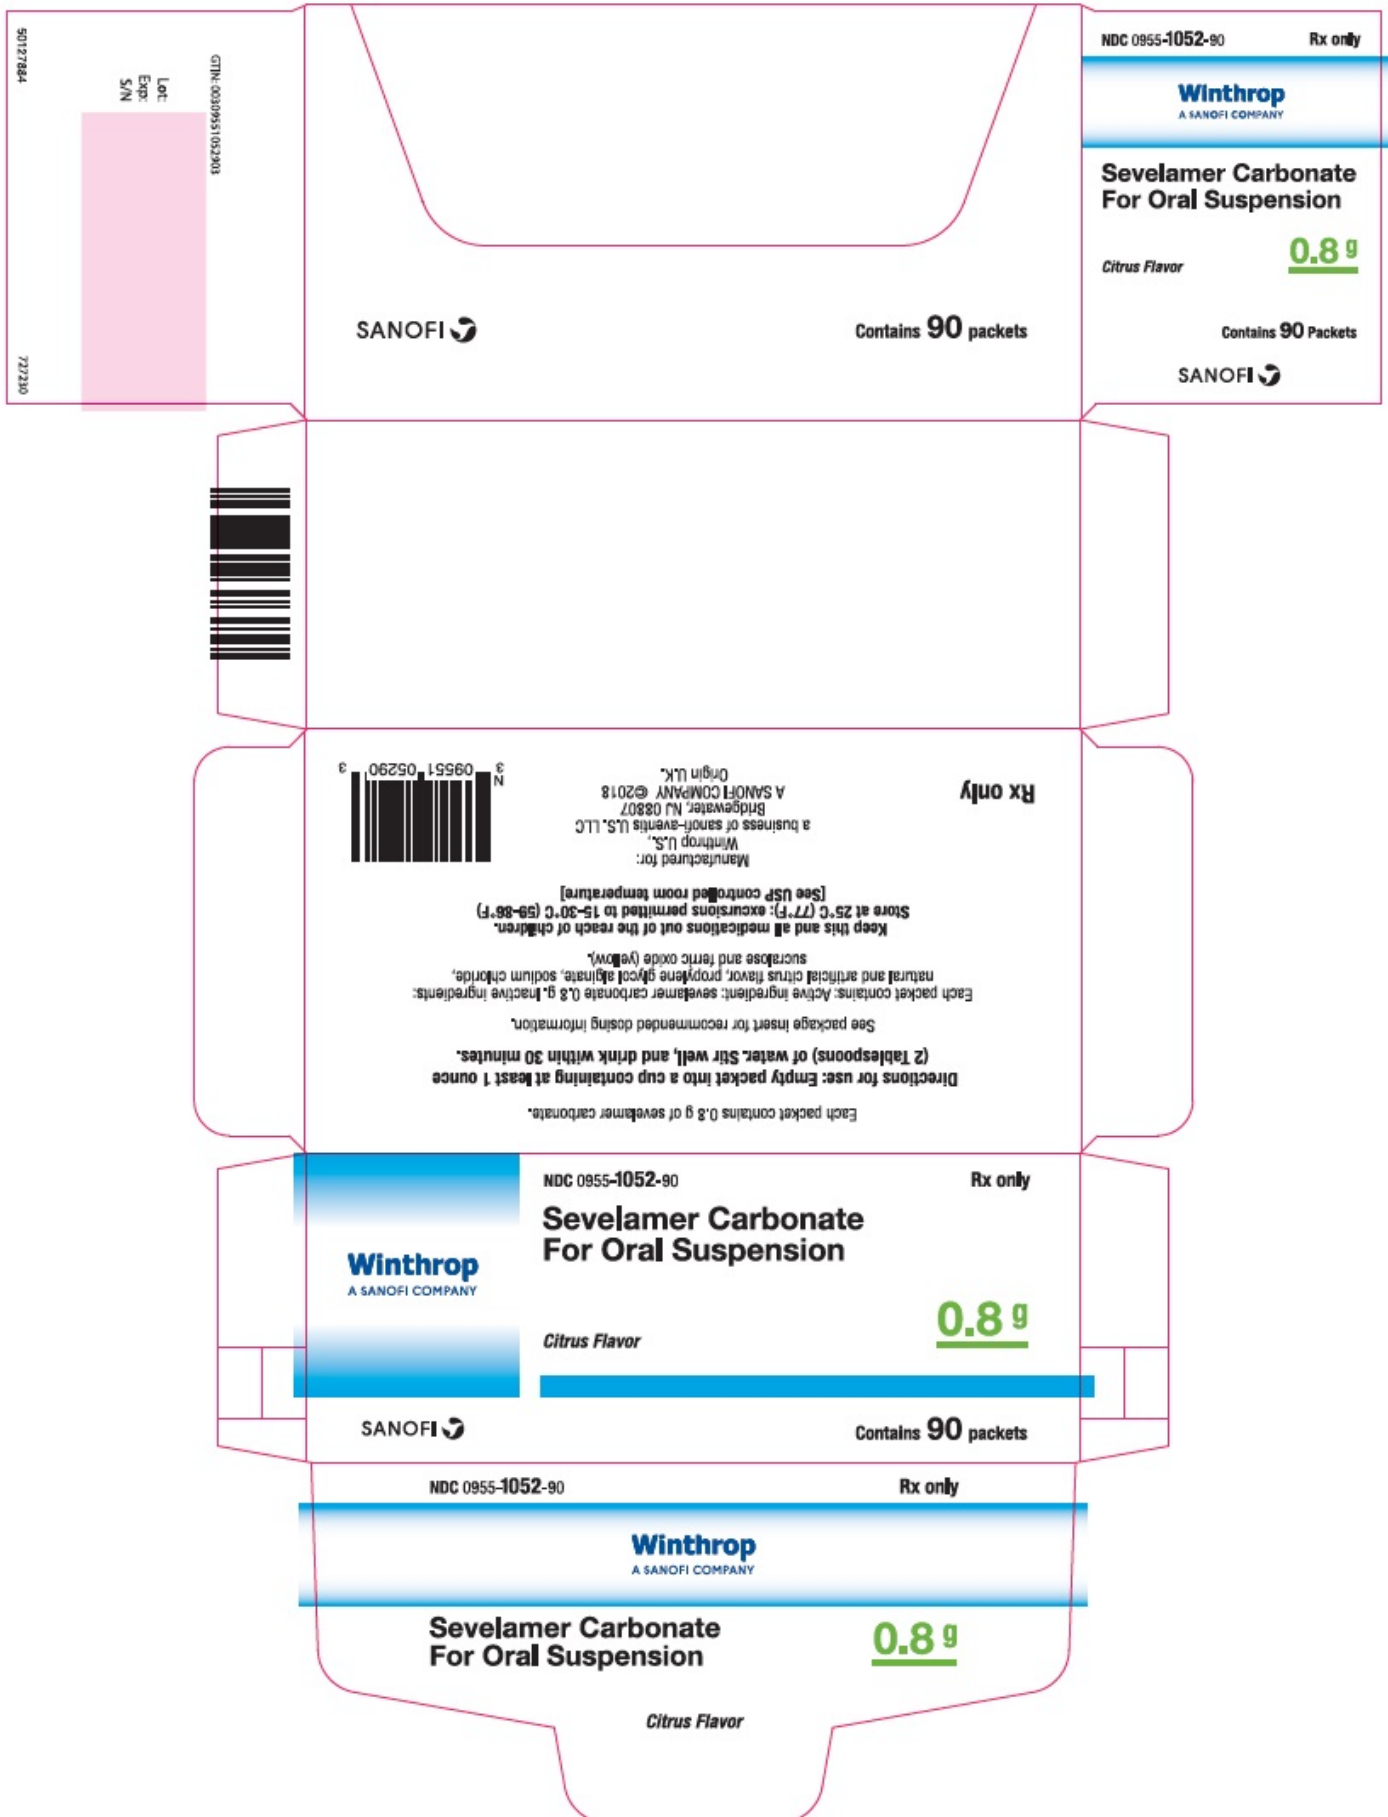 50127884
727230
Lot:
Exp:
S/N
GTIN: 00309551052903
SANOFI
Contains 90 packets
NDC 0955-1052-90
Rx only
Winthrop
A SANOFI COMPANY
Sevelamer Carbonate
For Oral Suspension
0.8 g
Citrus Flavor
Contains 90 Packets
SANOFI
Each packet contains 0.8 g of sevelamer carbonate.
Directions for use: Empty packet into a cup containing at least 1 ounce
(2 Tablespoons) of water. Stir well, and drink within 30 minutes.
See package insert for recommended dosing information.
Each packet contains: Active ingredient: sevelamer carbonate 0.8 g. Inactive ingredients:
natural and artificial citrus flavor, propylene glycol alginate, sodium chloride,
sucralose and ferric oxide (yellow).
Keep this and all medications out of the reach of children.
Store at 25°C (77°F): excursions permitted to 15-30°C (59-86°F)
[See USP controlled room temperature]
Manufactured for:
Winthrop U.S.,
a business of sanofi-aventis U.S. LLC
Bridgewater, NJ 08807
A SANOFI COMPANY ©2018
Origin U.K.
Rx only
N
3 09551 05290 3
NDC 0955-1052-90
Rx only
Sevelamer Carbonate
For Oral Suspension
Winthrop
A SANOFI COMPANY
0.8 g
Citrus Flavor
SANOFI
Contains 90 packets
NDC 0955-1052-90
Rx only
Winthrop
A SANOFI COMPANY
Sevelamer Carbonate
For Oral Suspension
0.8 g
Citrus Flavor